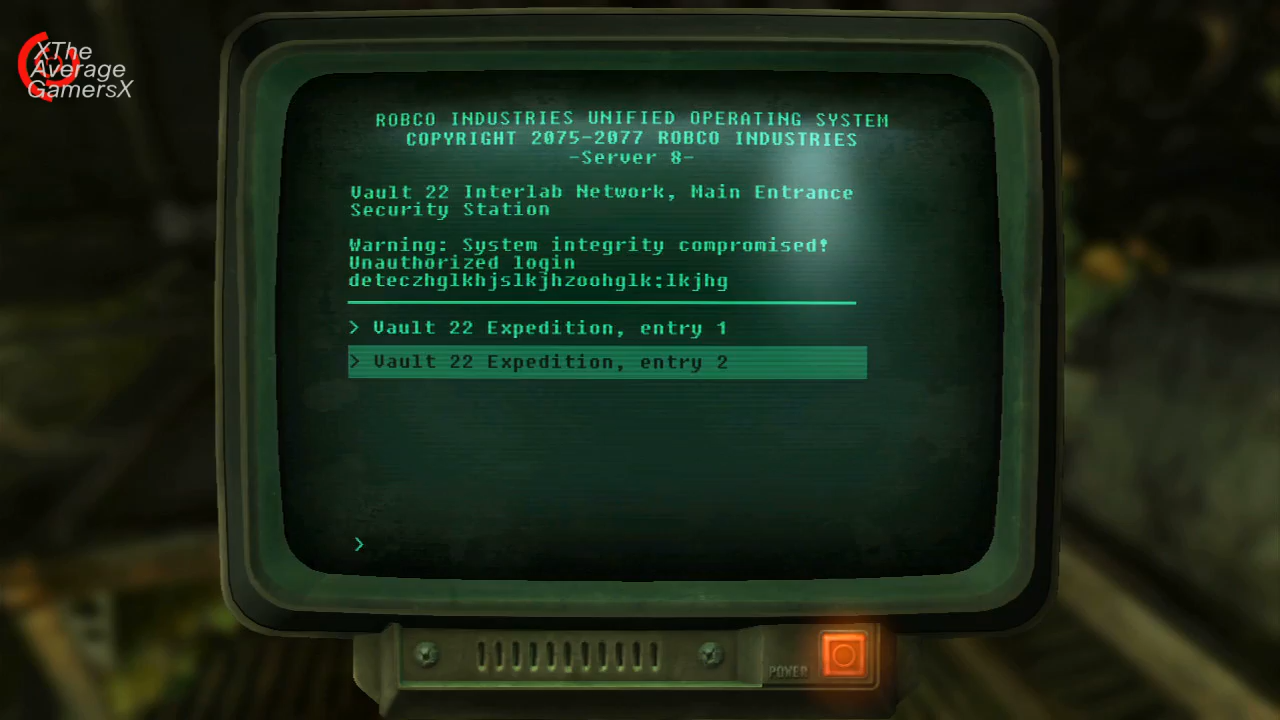 XThe
Average
GamersX
ROBCO INDUSTRIES UNIFIED OPERATING SYSTEM
COPYRIGHT 2075-2077 ROBCO INDUSTRIES
-Server 8-
Vault 22 Interlab Network, Main Entrance
Security Station
Warning: System integrity compromised!
Unauthorized login
deteczhglkhjslkjhzoohglk:lkjhg
> Vault 22 Expedition, entry 1
> Vault 22 Expedition, entry 2
>
POWER